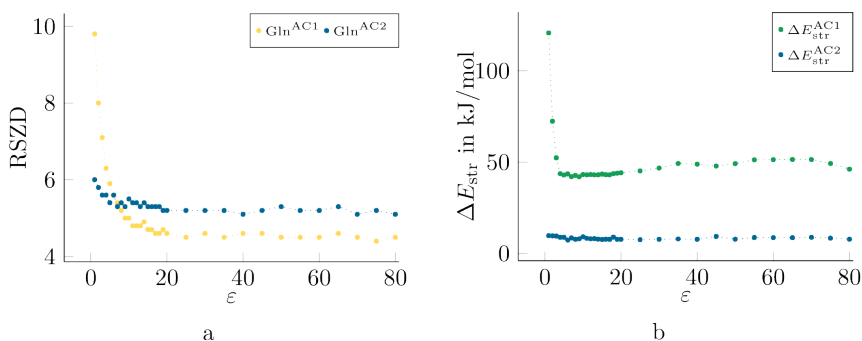 10
8
6
4
RSZD
Gln^AC1 Gln^AC2
0 20 40 60 80
ε
a
100
50
0
ΔE_str in kJ/mol
ΔE_str^AC1
ΔE_str^AC2
0 20 40 60 80
ε
b